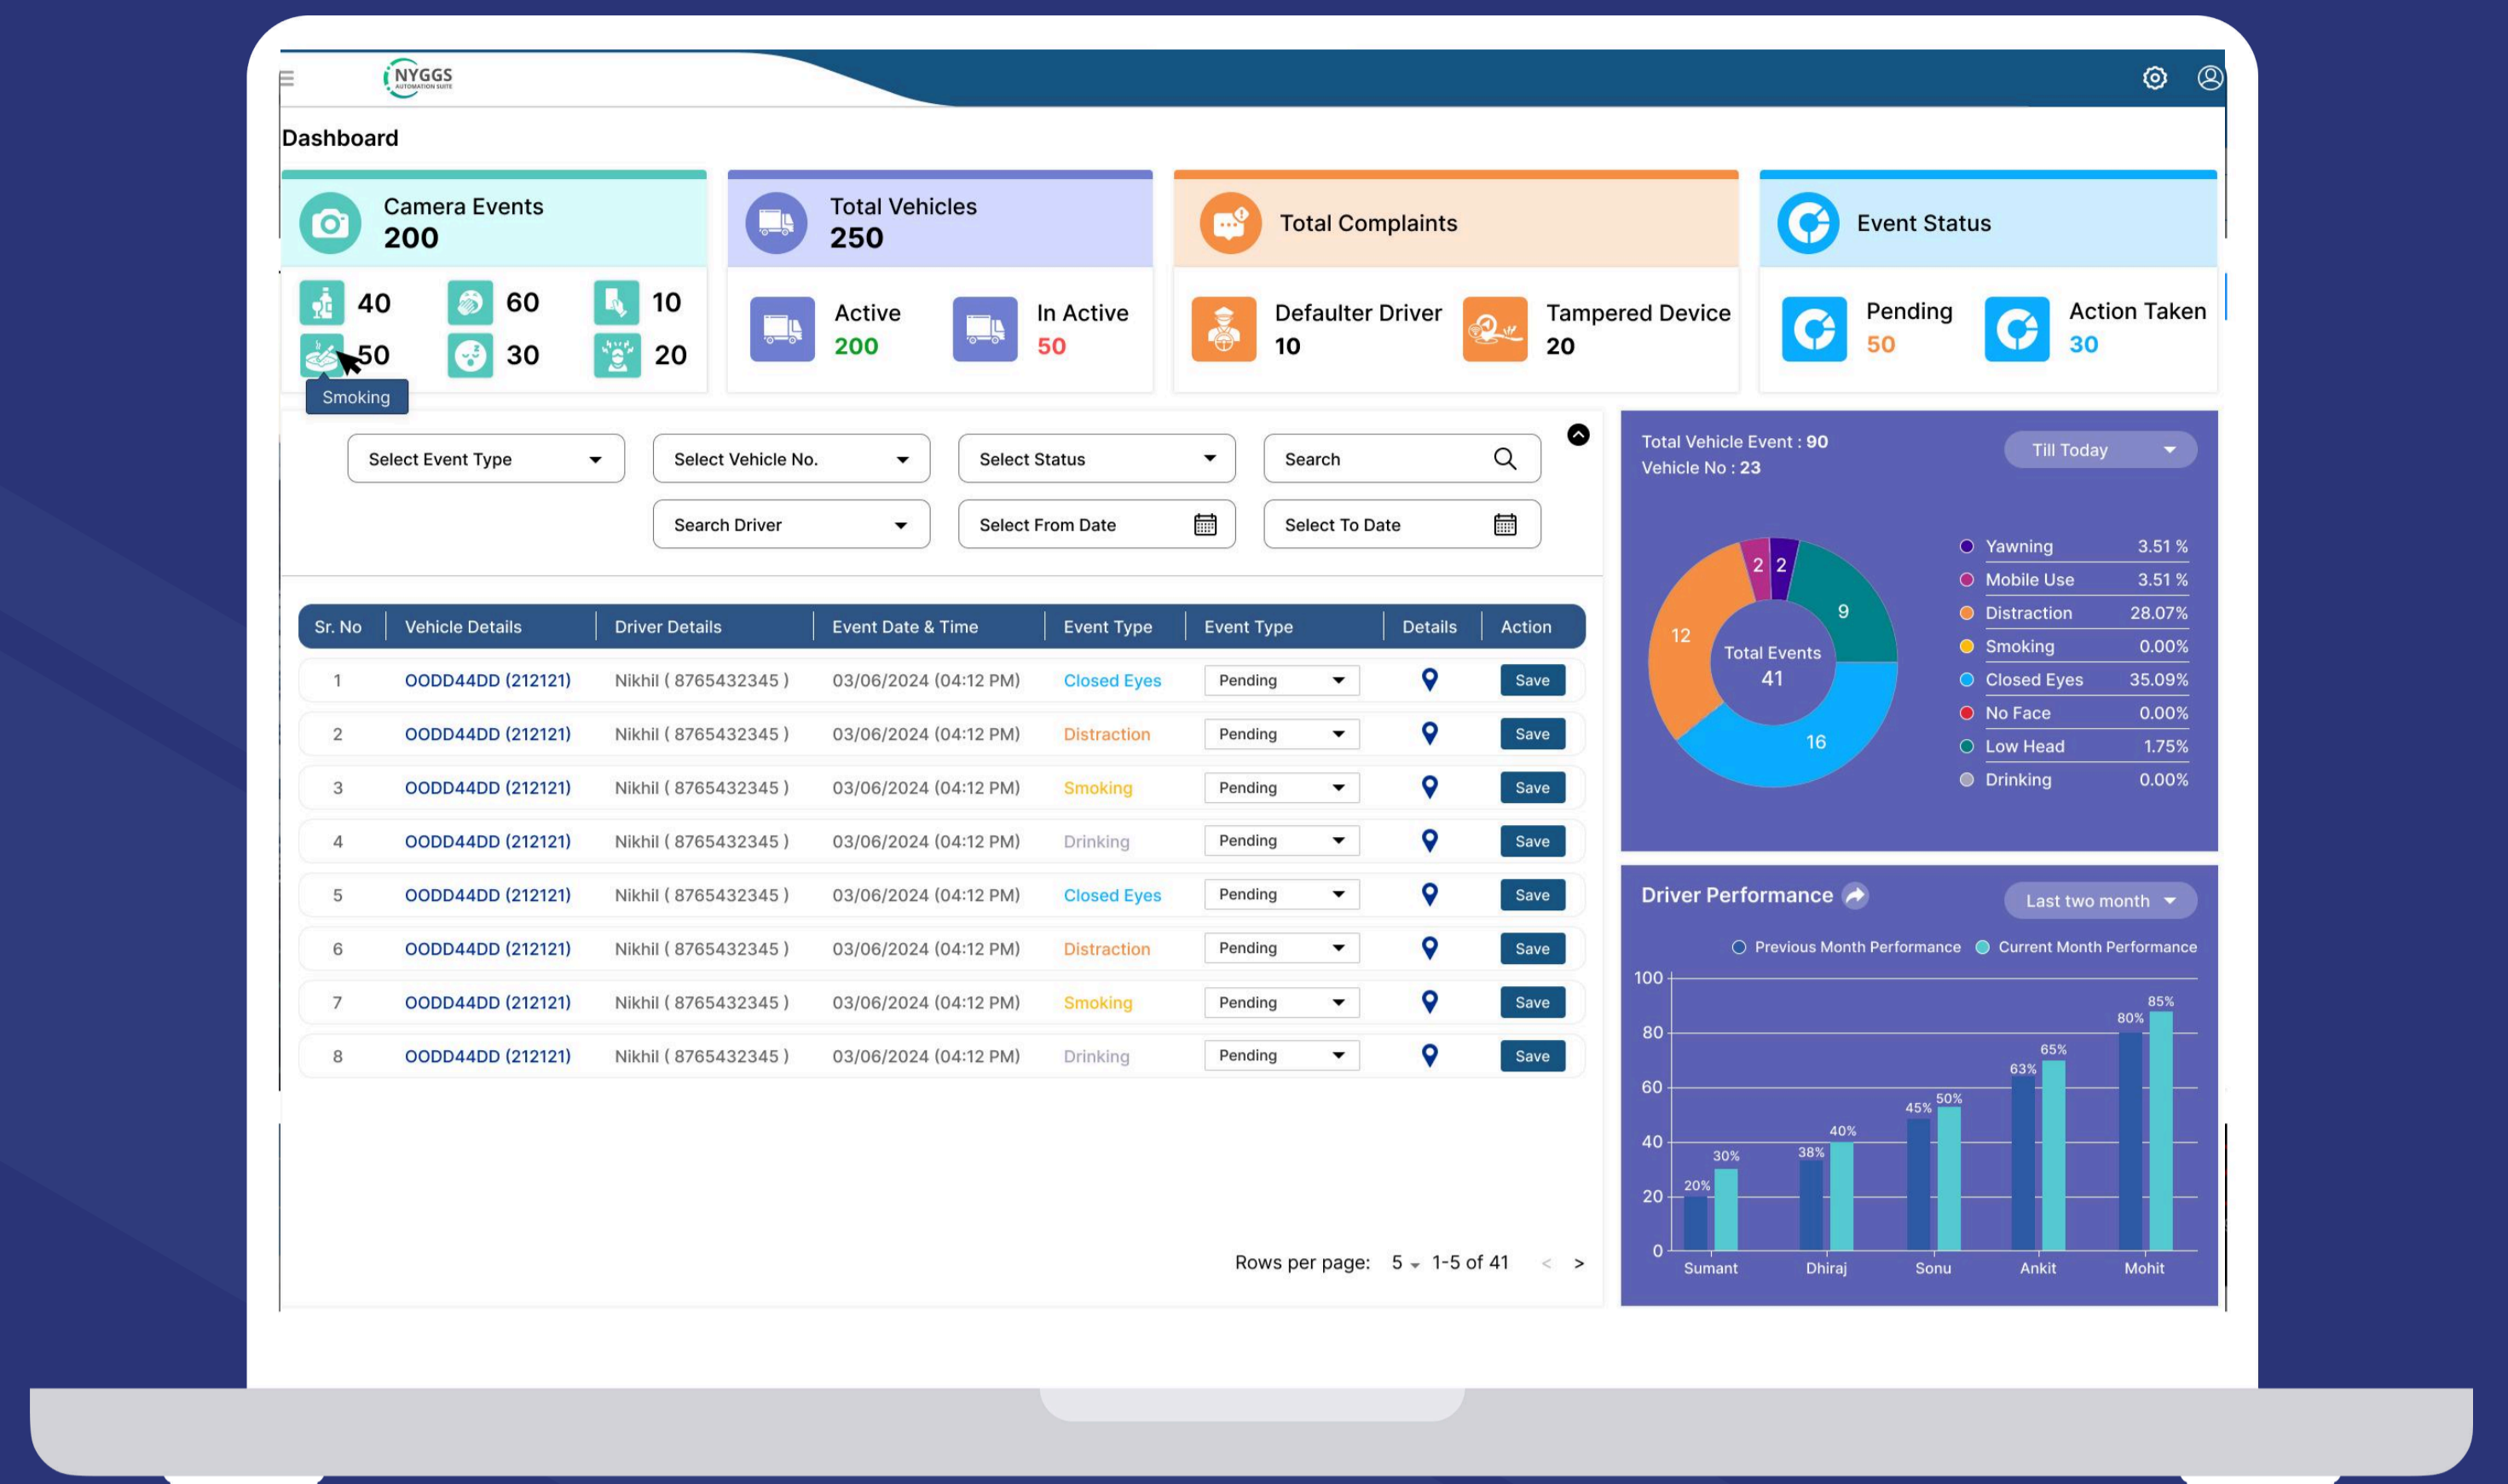 NYGGS
AUTOMATION SUITE
Dashboard
Camera Events
200
40
60
10
50
30
20
Smoking
Total Vehicles
250
Active
200
In Active
50
Total Complaints
Defaulter Driver
10
Tampered Device
20
Event Status
Pending
50
Action Taken
30
Select Event Type
Select Vehicle No.
Select Status
Search
Search Driver
Select From Date
Select To Date
Sr. No Vehicle Details Driver Details Event Date & Time Event Type Event Type Details Action
1 OODD44DD (212121) Nikhil ( 8765432345 ) 03/06/2024 (04:12 PM) Closed Eyes Pending Save
2 OODD44DD (212121) Nikhil ( 8765432345 ) 03/06/2024 (04:12 PM) Distraction Pending Save
3 OODD44DD (212121) Nikhil ( 8765432345 ) 03/06/2024 (04:12 PM) Smoking Pending Save
4 OODD44DD (212121) Nikhil ( 8765432345 ) 03/06/2024 (04:12 PM) Drinking Pending Save
5 OODD44DD (212121) Nikhil ( 8765432345 ) 03/06/2024 (04:12 PM) Closed Eyes Pending Save
6 OODD44DD (212121) Nikhil ( 8765432345 ) 03/06/2024 (04:12 PM) Distraction Pending Save
7 OODD44DD (212121) Nikhil ( 8765432345 ) 03/06/2024 (04:12 PM) Smoking Pending Save
8 OODD44DD (212121) Nikhil ( 8765432345 ) 03/06/2024 (04:12 PM) Drinking Pending Save
Rows per page: 5 1-5 of 41 < >
Total Vehicle Event : 90
Vehicle No : 23
Till Today
2 2
9
12
16
Total Events
41
Yawning 3.51 %
Mobile Use 3.51 %
Distraction 28.07%
Smoking 0.00%
Closed Eyes 35.09%
No Face 0.00%
Low Head 1.75%
Drinking 0.00%
Driver Performance
Last two month
Previous Month Performance Current Month Performance
100
80
60
40
20
0
20% 30%
38% 40%
45% 50%
63% 65%
80% 85%
Sumant Dhiraj Sonu Ankit Mohit